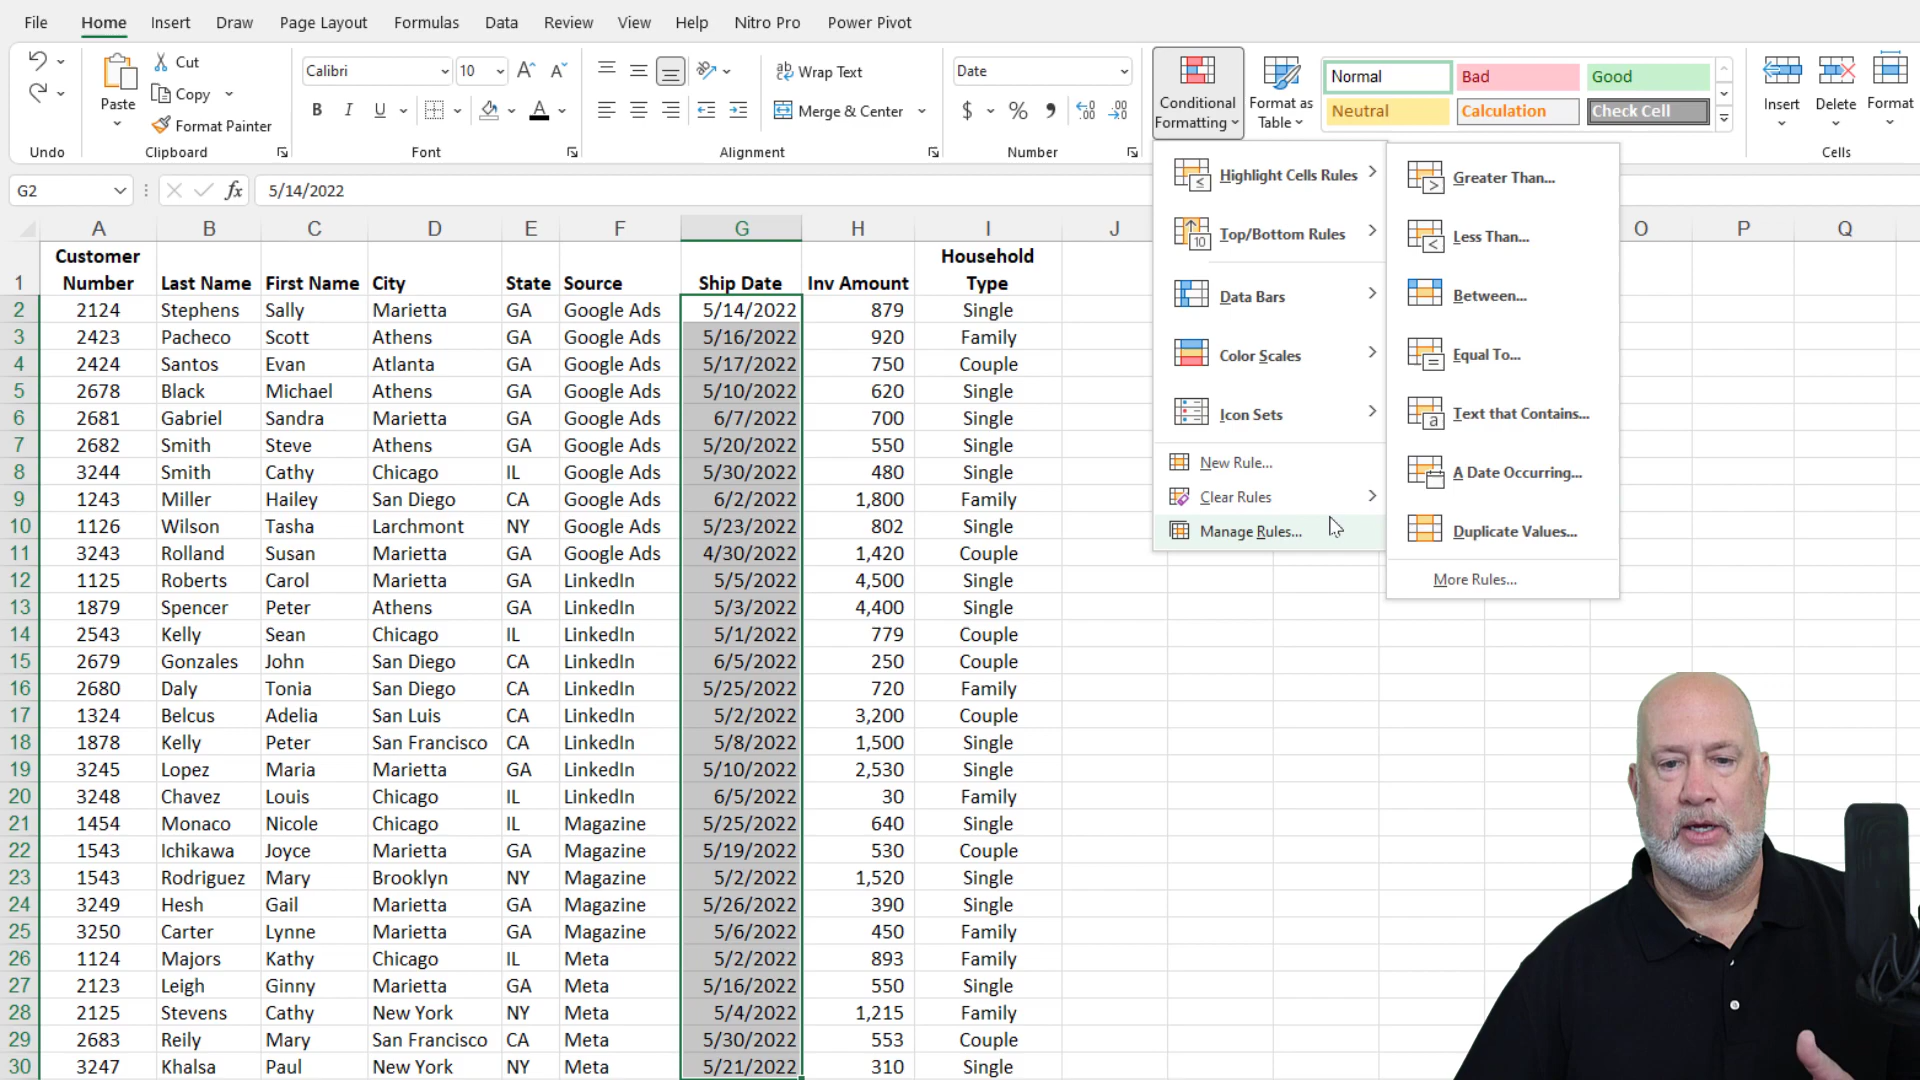 File Home Insert Draw Page Layout Formulas Data Review View Help Nitro Pro Power Pivot
Cut
Copy
Format Painter
Paste
Undo
Clipboard
Calibri 10
B I U A
Font
Wrap Text
Merge & Center
Alignment
Date
$ % 9
Number
Conditional Formatting
Format as Table
Normal Bad Good
Neutral Calculation Check Cell
Insert Delete Format
Cells
G2 fx 5/14/2022
Highlight Cells Rules
Top/Bottom Rules
Data Bars
Color Scales
Icon Sets
New Rule...
Clear Rules
Manage Rules...
Greater Than...
Less Than...
Between...
Equal To...
Text that Contains...
A Date Occurring...
Duplicate Values...
More Rules...
A B C D E F G H I J O P Q
1 Customer Number Last Name First Name City State Source Ship Date Inv Amount Household Type
2 2124 Stephens Sally Marietta GA Google Ads 5/14/2022 879 Single
3 2423 Pacheco Scott Athens GA Google Ads 5/16/2022 920 Family
4 2424 Santos Evan Atlanta GA Google Ads 5/17/2022 750 Couple
5 2678 Black Michael Athens GA Google Ads 5/10/2022 620 Single
6 2681 Gabriel Sandra Marietta GA Google Ads 6/7/2022 700 Single
7 2682 Smith Steve Athens GA Google Ads 5/20/2022 550 Single
8 3244 Smith Cathy Chicago IL Google Ads 5/30/2022 480 Single
9 1243 Miller Hailey San Diego CA Google Ads 6/2/2022 1,800 Family
10 1126 Wilson Tasha Larchmont NY Google Ads 5/23/2022 802 Single
11 3243 Rolland Susan Marietta GA Google Ads 4/30/2022 1,420 Couple
12 1125 Roberts Carol Marietta GA LinkedIn 5/5/2022 4,500 Single
13 1879 Spencer Peter Athens GA LinkedIn 5/3/2022 4,400 Single
14 2543 Kelly Sean Chicago IL LinkedIn 5/1/2022 779 Couple
15 2679 Gonzales John San Diego CA LinkedIn 6/5/2022 250 Couple
16 2680 Daly Tonia San Diego CA LinkedIn 5/25/2022 720 Family
17 1324 Belcus Adelia San Luis CA LinkedIn 5/2/2022 3,200 Couple
18 1878 Kelly Peter San Francisco CA LinkedIn 5/8/2022 1,500 Single
19 3245 Lopez Maria Marietta GA LinkedIn 5/10/2022 2,530 Single
20 3248 Chavez Louis Chicago IL LinkedIn 6/5/2022 30 Family
21 1454 Monaco Nicole Chicago IL Magazine 5/25/2022 640 Single
22 1543 Ichikawa Joyce Marietta GA Magazine 5/19/2022 530 Couple
23 1543 Rodriguez Mary Brooklyn NY Magazine 5/2/2022 1,520 Single
24 3249 Hesh Gail Marietta GA Magazine 5/26/2022 390 Single
25 3250 Carter Lynne Marietta GA Magazine 5/6/2022 450 Family
26 1124 Majors Kathy Chicago IL Meta 5/2/2022 893 Family
27 2123 Leigh Ginny Marietta GA Meta 5/16/2022 550 Single
28 2125 Stevens Cathy New York NY Meta 5/4/2022 1,215 Family
29 2683 Reily Mary San Francisco CA Meta 5/30/2022 553 Couple
30 3247 Khalsa Paul New York NY Meta 5/21/2022 310 Single